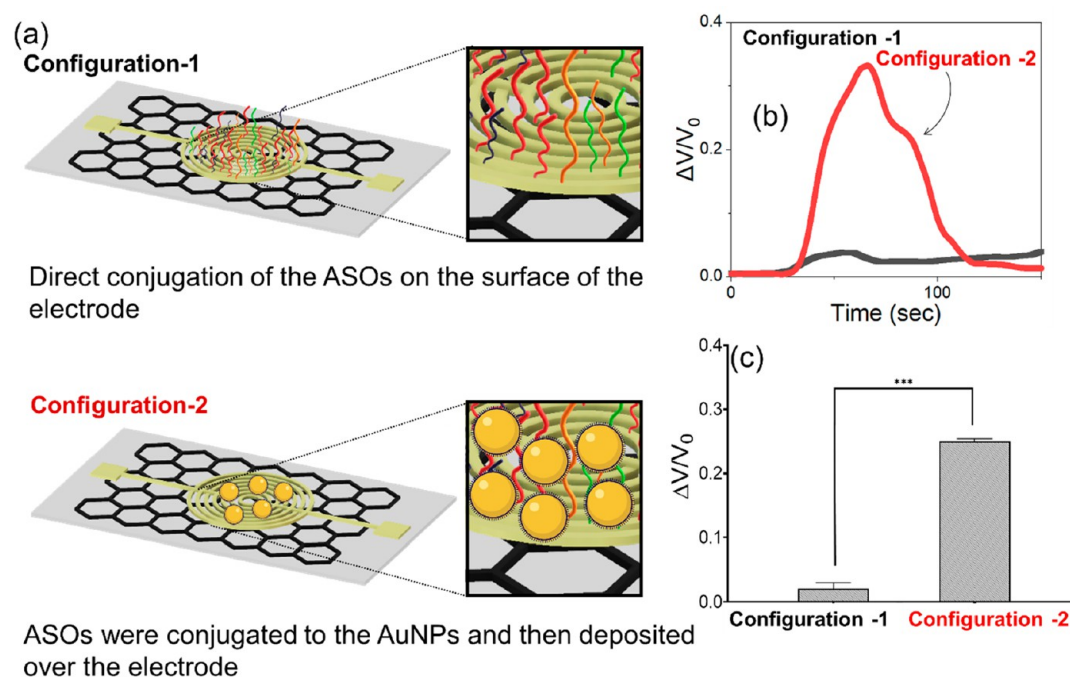 (a)
Configuration-1
Direct conjugation of the ASOs on the surface of the
electrode
Configuration-2
ASOs were conjugated to the AuNPs and then deposited
over the electrode
0.4
Configuration -1
Configuration -2
(b)
ΔV/V0
0.2
0.0
0
100
Time (sec)
(c)
0.4
***
0.3
ΔV/V0
0.2
0.1
0.0
Configuration -1
Configuration -2